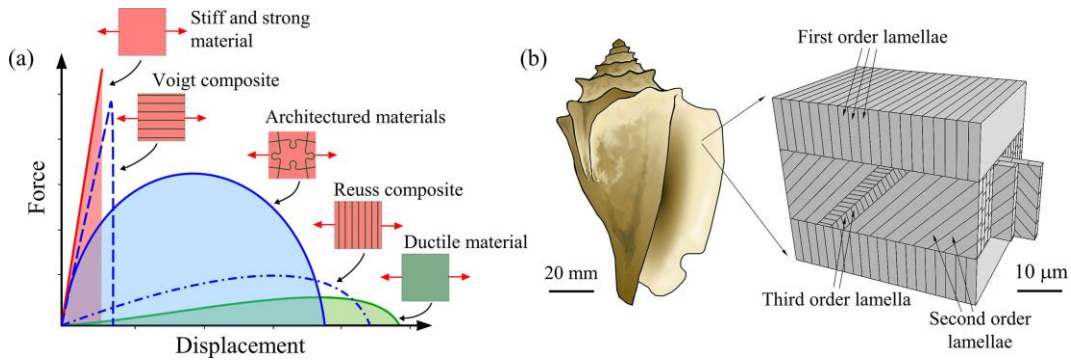 (a)
Stiff and strong
material
Voigt composite
Architectured materials
Reuss composite
Ductile material
Force
Displacement
(b)
First order lamellae
20 mm
Third order lamella
10 μm
Second order
lamellae